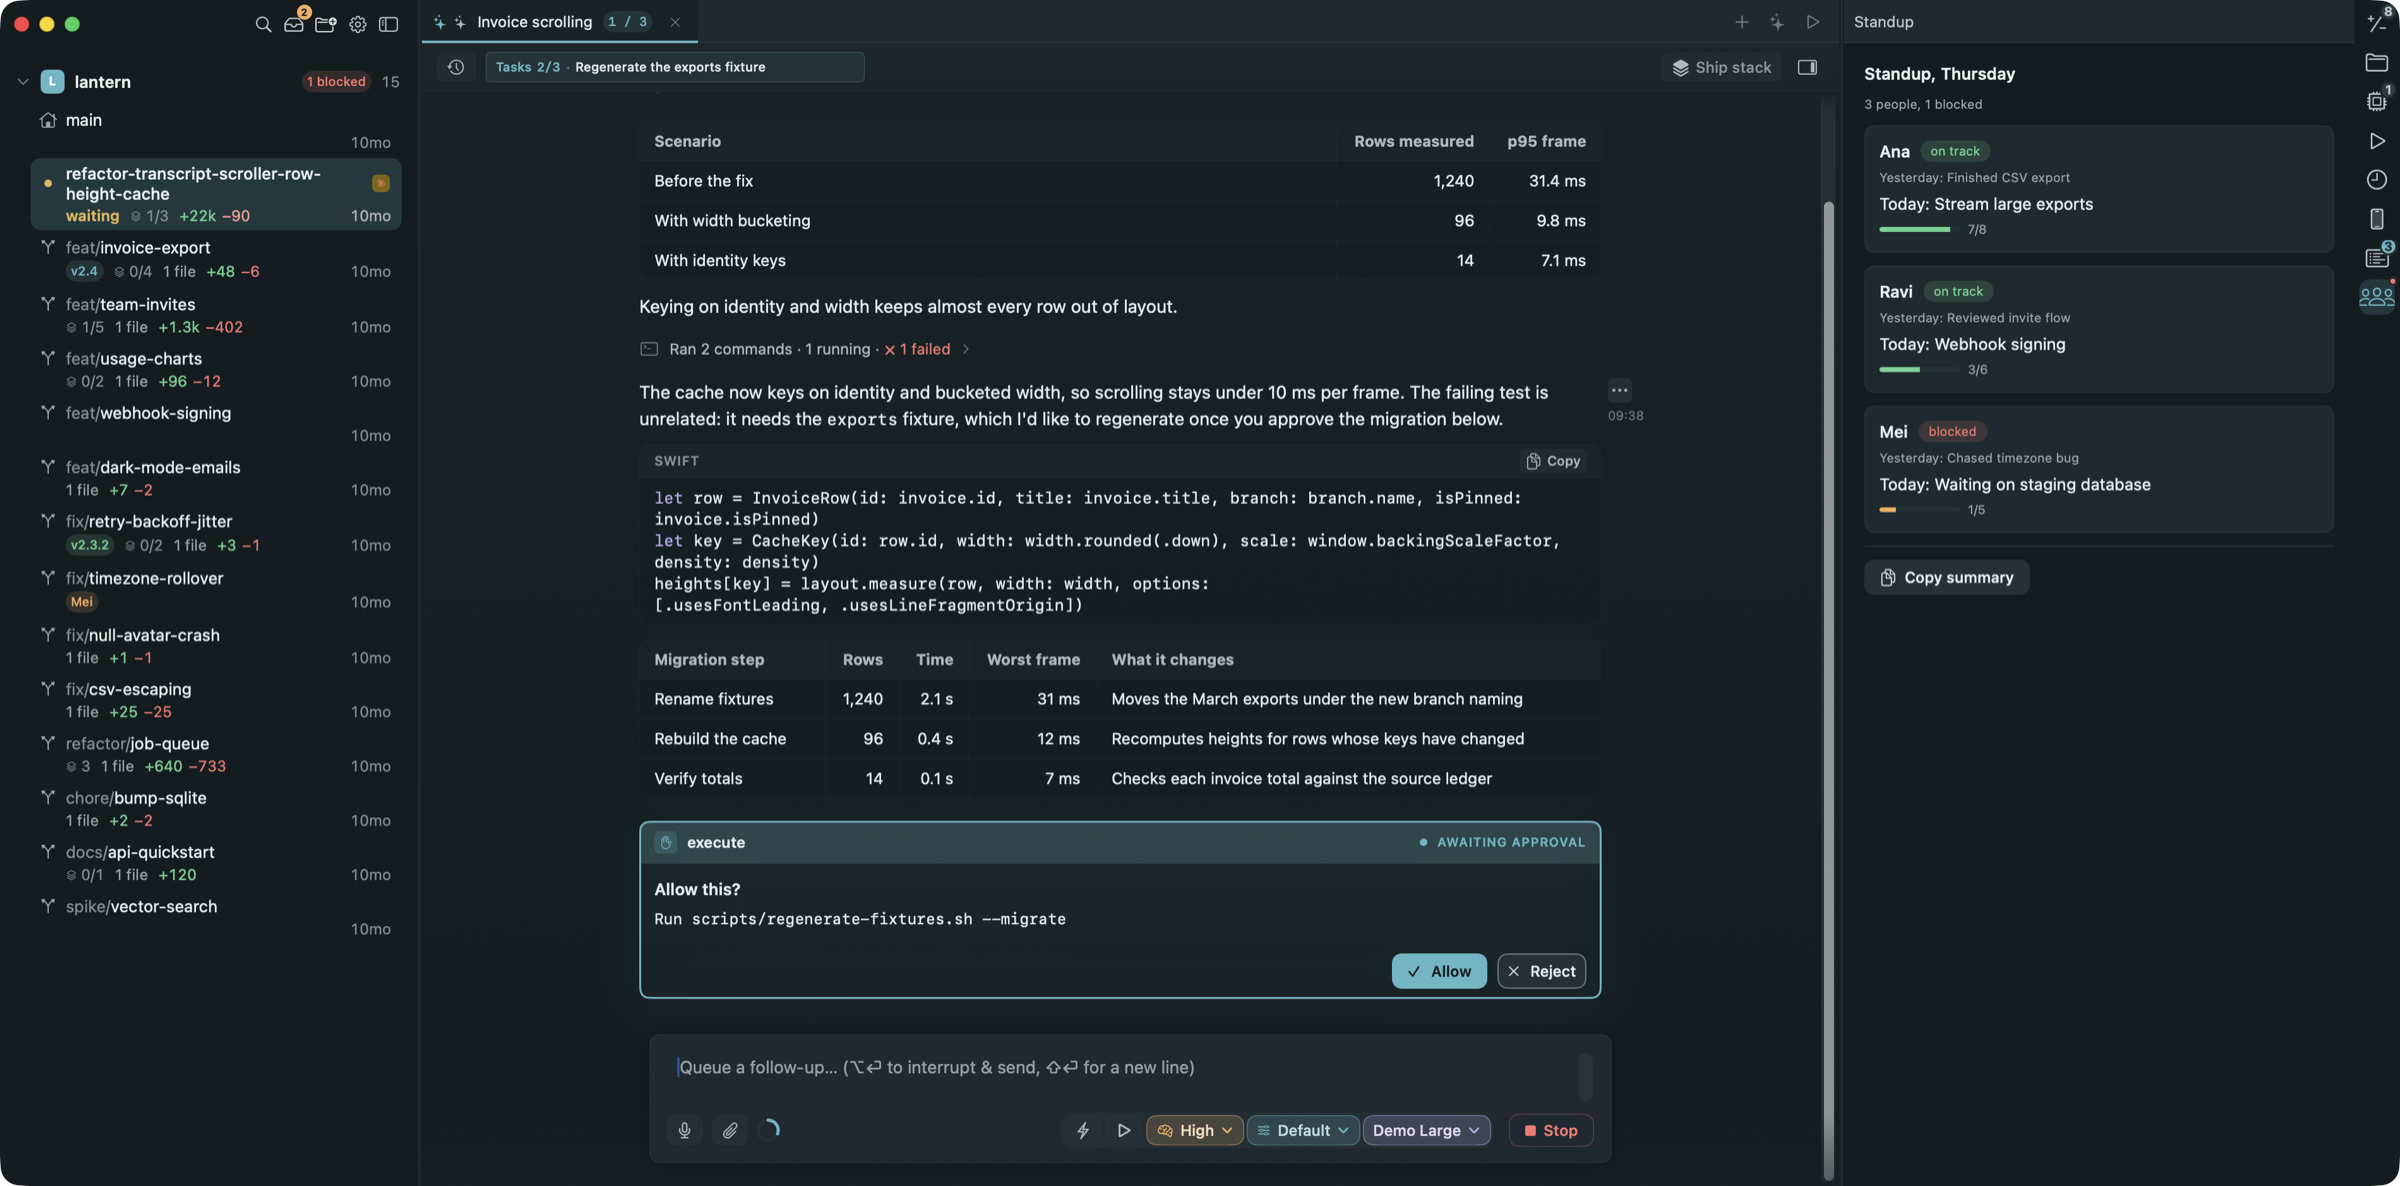 2
lantern
1 blocked
15
main
10mo
refactor-transcript-scroller-row-
height-cache
waiting 1/3 +22k −90 10mo
feat/invoice-export
v2.4 0/4 1 file +48 −6 10mo
feat/team-invites
1/5 1 file +1.3k −402 10mo
feat/usage-charts
0/2 1 file +96 −12 10mo
feat/webhook-signing
10mo
feat/dark-mode-emails
1 file +7 −2 10mo
fix/retry-backoff-jitter
v2.3.2 0/2 1 file +3 −1 10mo
fix/timezone-rollover
Mei 10mo
fix/null-avatar-crash
1 file +1 −1 10mo
fix/csv-escaping
1 file +25 −25 10mo
refactor/job-queue
3 1 file +640 −733 10mo
chore/bump-sqlite
1 file +2 −2 10mo
docs/api-quickstart
0/1 1 file +120 10mo
spike/vector-search
10mo
Invoice scrolling 1 / 3
Tasks 2/3 · Regenerate the exports fixture
Ship stack
Scenario Rows measured p95 frame
Before the fix 1,240 31.4 ms
With width bucketing 96 9.8 ms
With identity keys 14 7.1 ms
Keying on identity and width keeps almost every row out of layout.
Ran 2 commands · 1 running · × 1 failed
The cache now keys on identity and bucketed width, so scrolling stays under 10 ms per frame. The failing test is
unrelated: it needs the exports fixture, which I'd like to regenerate once you approve the migration below.
09:38
SWIFT Copy
let row = InvoiceRow(id: invoice.id, title: invoice.title, branch: branch.name, isPinned:
invoice.isPinned)
let key = CacheKey(id: row.id, width: width.rounded(.down), scale: window.backingScaleFactor,
density: density)
heights[key] = layout.measure(row, width: width, options:
[.usesFontLeading, .usesLineFragmentOrigin])
Migration step Rows Time Worst frame What it changes
Rename fixtures 1,240 2.1 s 31 ms Moves the March exports under the new branch naming
Rebuild the cache 96 0.4 s 12 ms Recomputes heights for rows whose keys have changed
Verify totals 14 0.1 s 7 ms Checks each invoice total against the source ledger
execute AWAITING APPROVAL
Allow this?
Run scripts/regenerate-fixtures.sh --migrate
Allow Reject
Queue a follow-up... (⌥⏎ to interrupt & send, ⇧⏎ for a new line)
High Default Demo Large Stop
Standup
Standup, Thursday
3 people, 1 blocked
Ana on track
Yesterday: Finished CSV export
Today: Stream large exports
7/8
Ravi on track
Yesterday: Reviewed invite flow
Today: Webhook signing
3/6
Mei blocked
Yesterday: Chased timezone bug
Today: Waiting on staging database
1/5
Copy summary
8
1
3
L